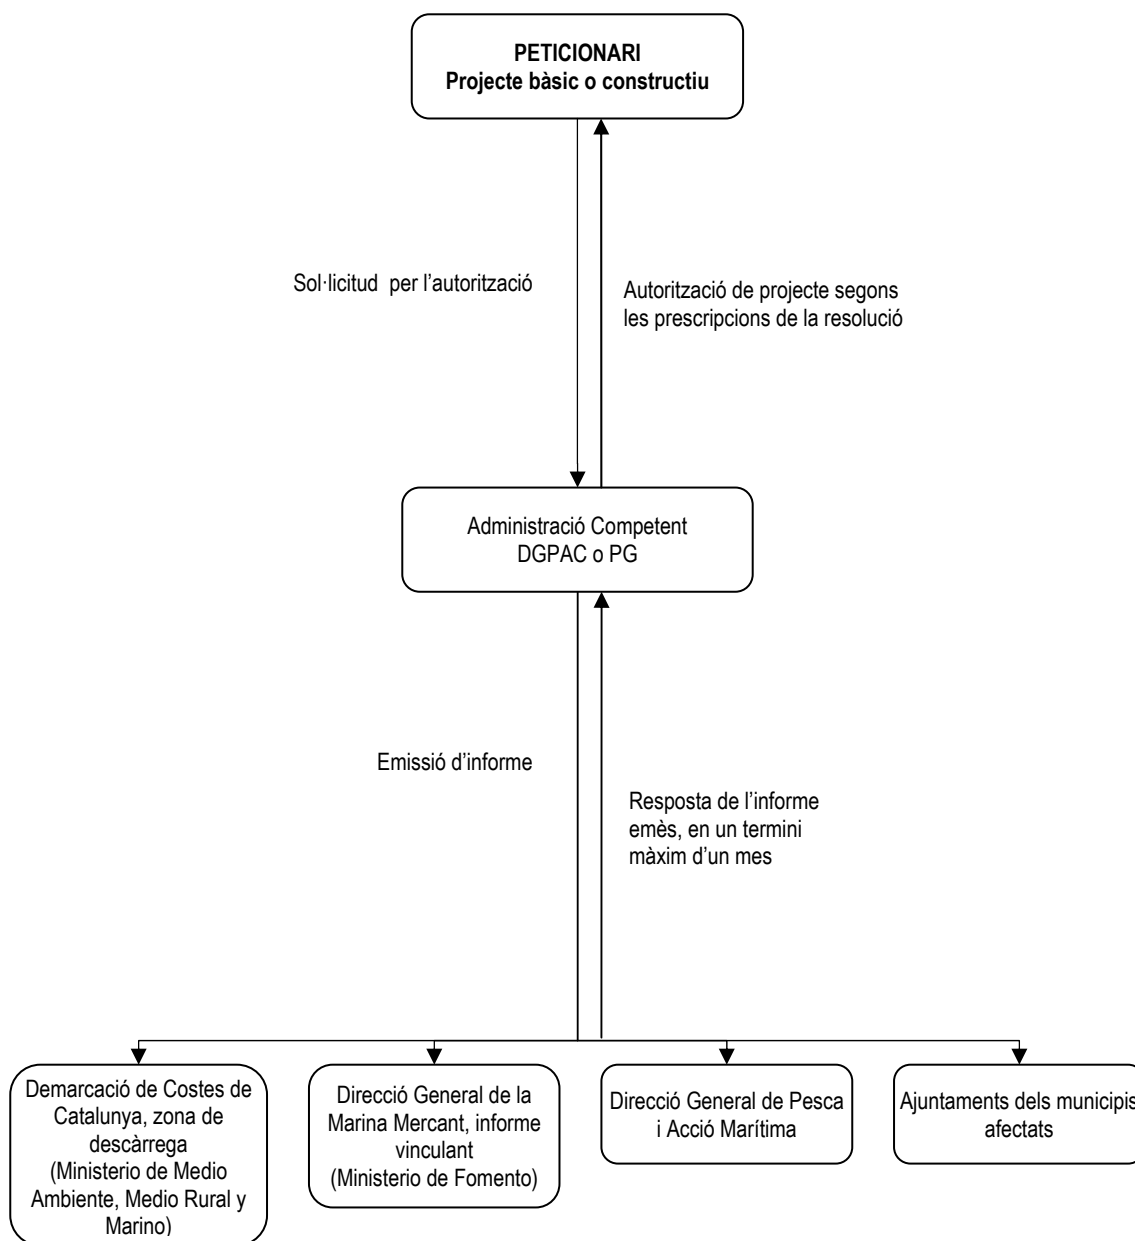 PETICIONARI
Projecte bàsic o constructiu
Sol·licitud  per l’autorització
Autorització de projecte segons
les prescripcions de la resolució
Administració Competent
DGPAC o PG
Emissió d’informe
Resposta de l’informe
emès, en un termini
màxim d’un mes
Demarcació de Costes de
Catalunya, zona de
descàrrega
(Ministerio de Medio
Ambiente, Medio Rural y
Marino)
Direcció General de la
Marina Mercant, informe
vinculant
(Ministerio de Fomento)
Direcció General de Pesca
i Acció Marítima
Ajuntaments dels municipis
afectats